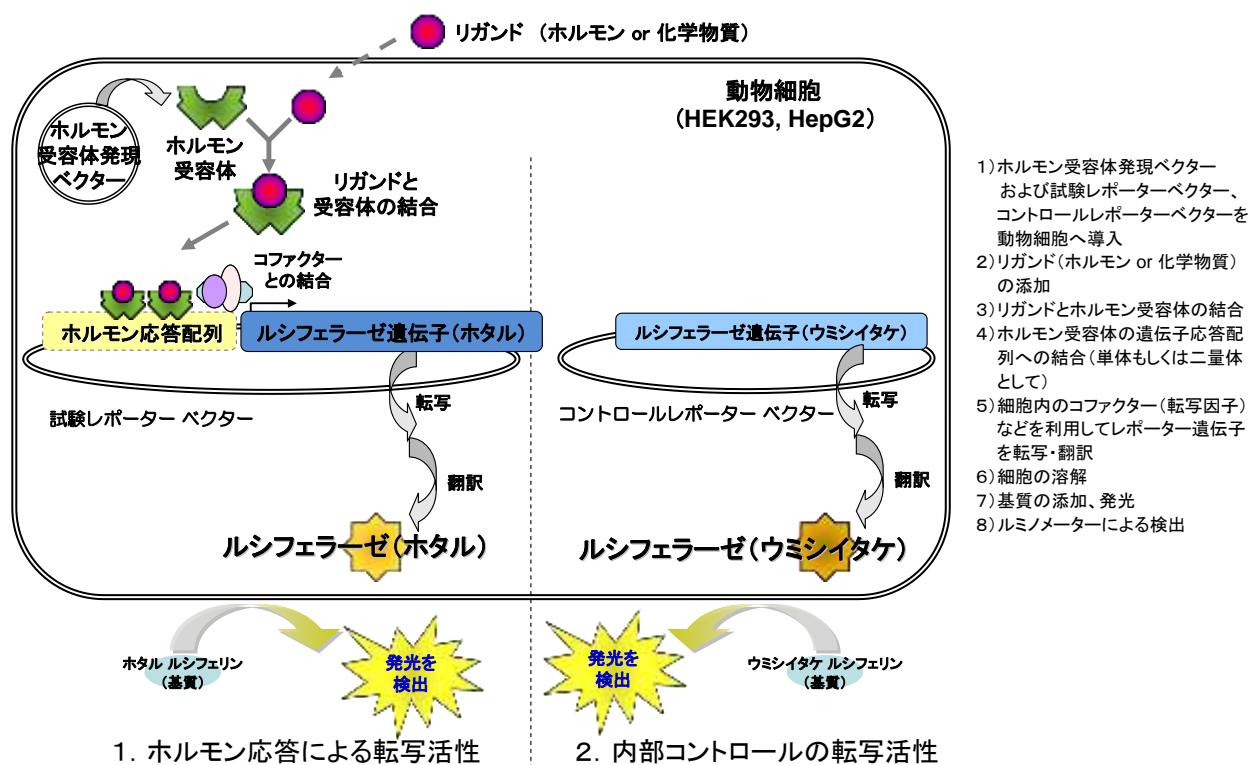 リガンド （ホルモン or 化学物質）
動物細胞
(HEK293, HepG2）
ホルモン
受容体発現
ベクター
ホルモン
受容体
リガンドと
受容体の結合
コファクター
との結合
ホルモン応答配列
ルシフェラーゼ遺伝子（ホタル）
試験レポーター ベクター
転写
翻訳
ルシフェラーゼ（ホタル）
ルシフェラーゼ遺伝子（ウミシイタケ）
コントロールレポーター ベクター
転写
翻訳
ルシフェラーゼ（ウミシイタケ）
ホタル ルシフェリン
（基質）
発光を
検出
発光を
検出
ウミシイタケ ルシフェリン
（基質）
１．ホルモン応答による転写活性
２．内部コントロールの転写活性
1）ホルモン受容体発現ベクター
および試験レポーターベクター、
コントロールレポーターベクターを
動物細胞へ導入
2）リガンド（ホルモン or 化学物質）
の添加
3）リガンドとホルモン受容体の結合
4）ホルモン受容体の遺伝子応答配
列への結合（単体もしくは二量体
として）
5）細胞内のコファクター（転写因子）
などを利用してレポーター遺伝子
を転写・翻訳
6）細胞の溶解
7）基質の添加、発光
8）ルミノメーターによる検出